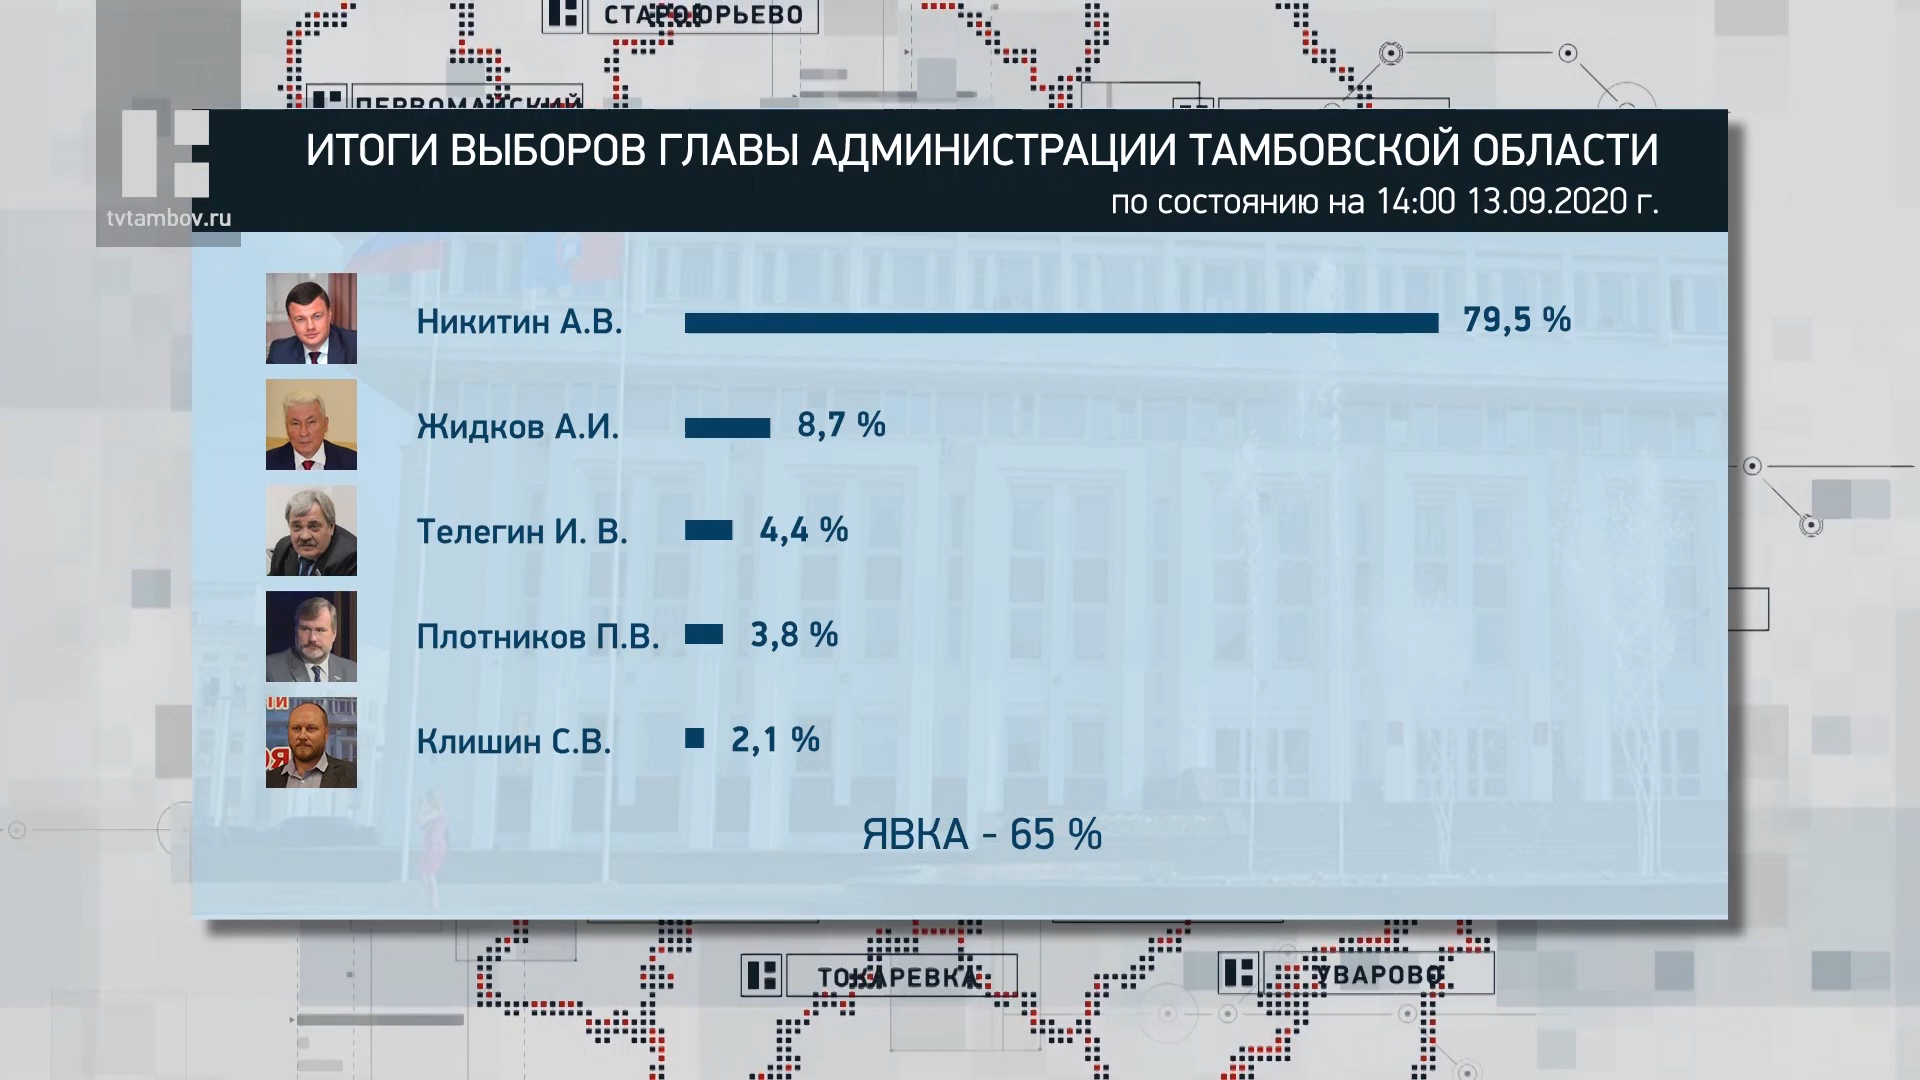 СТАРОЮРЬЕВО
ПЕРВОМАЙСКИЙ
ИТОГИ ВЫБОРОВ ГЛАВЫ АДМИНИСТРАЦИИ ТАМБОВСКОЙ ОБЛАСТИ
по состоянию на 14:00 13.09.2020 г.
tvtambov.ru
Никитин А.В. 79,5 %
Жидков А.И. 8,7 %
Телегин И. В. 4,4 %
Плотников П.В. 3,8 %
Клишин С.В. 2,1 %
ЯВКА - 65 %
ТОКАРЕВКА
УВАРОВО